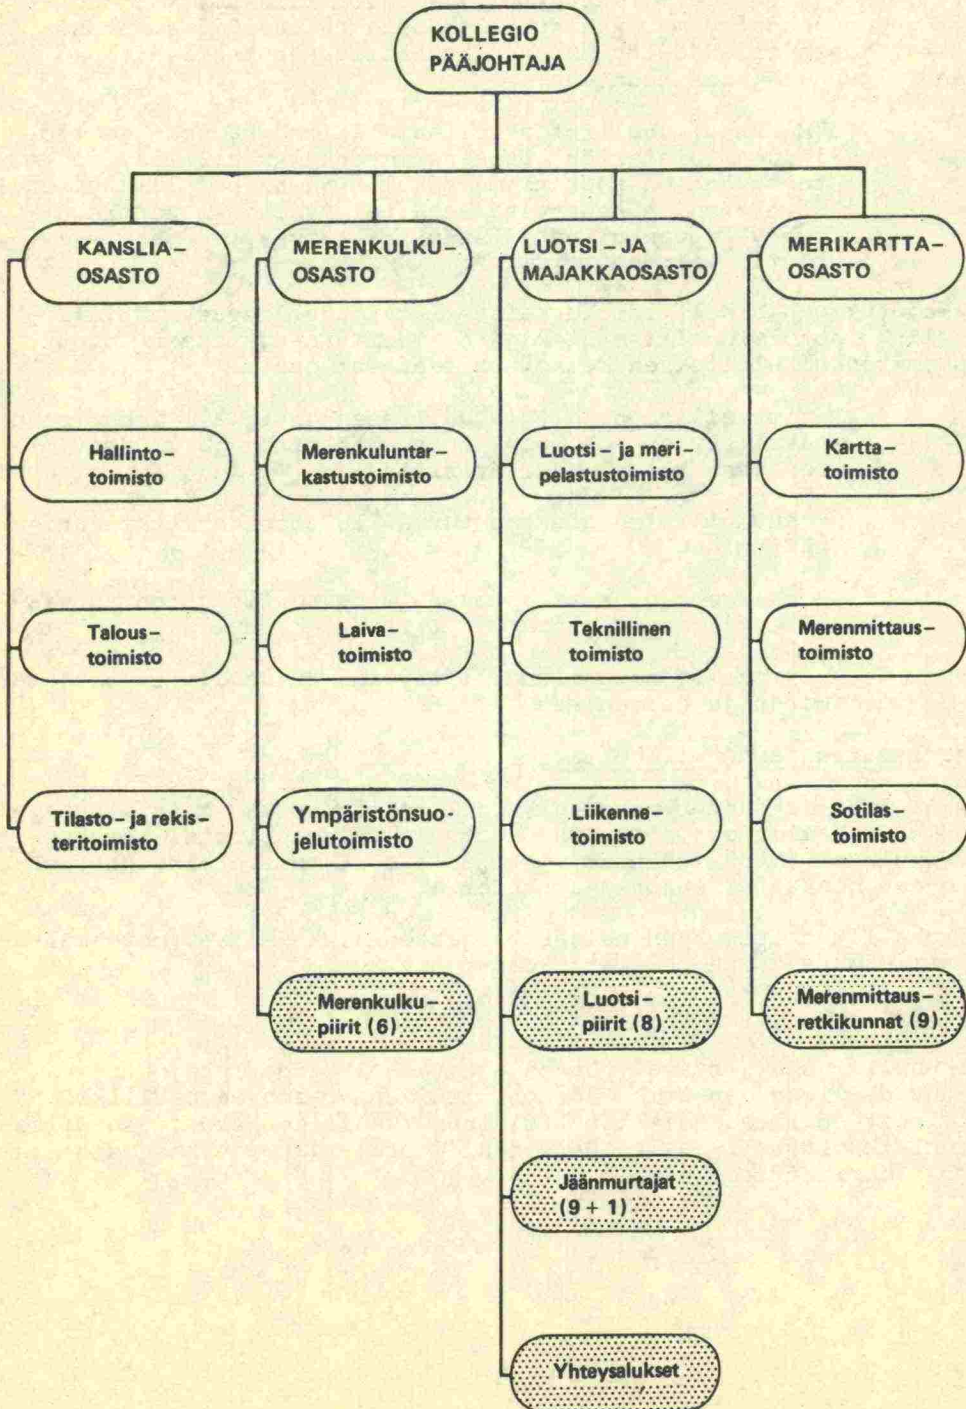 KOLLEGIO
PÄÄJOHTAJA
KANSLIA-
OSASTO
MERENKULKU-
OSASTO
LUOTSI- JA
MAJAKKAOSASTO
MERIKARTTA-
OSASTO
Hallinto-
toimisto
Merenkuluntar-
kastustoimisto
Luotsi- ja meri-
pelastustoimisto
Kartta-
toimisto
Talous-
toimisto
Laiva-
toimisto
Teknillinen
toimisto
Merenmittaus-
toimisto
Tilasto- ja rekis-
teritoimisto
Ympäristönsuo-
jelutoimisto
Liikenne-
toimisto
Sotilas-
toimisto
Merenkulku-
piirit (6)
Luotsi-
piirit (8)
Merenmittaus-
retkikunnat (9)
Jäänmurtajat
(9 + 1)
Yhteysalukset